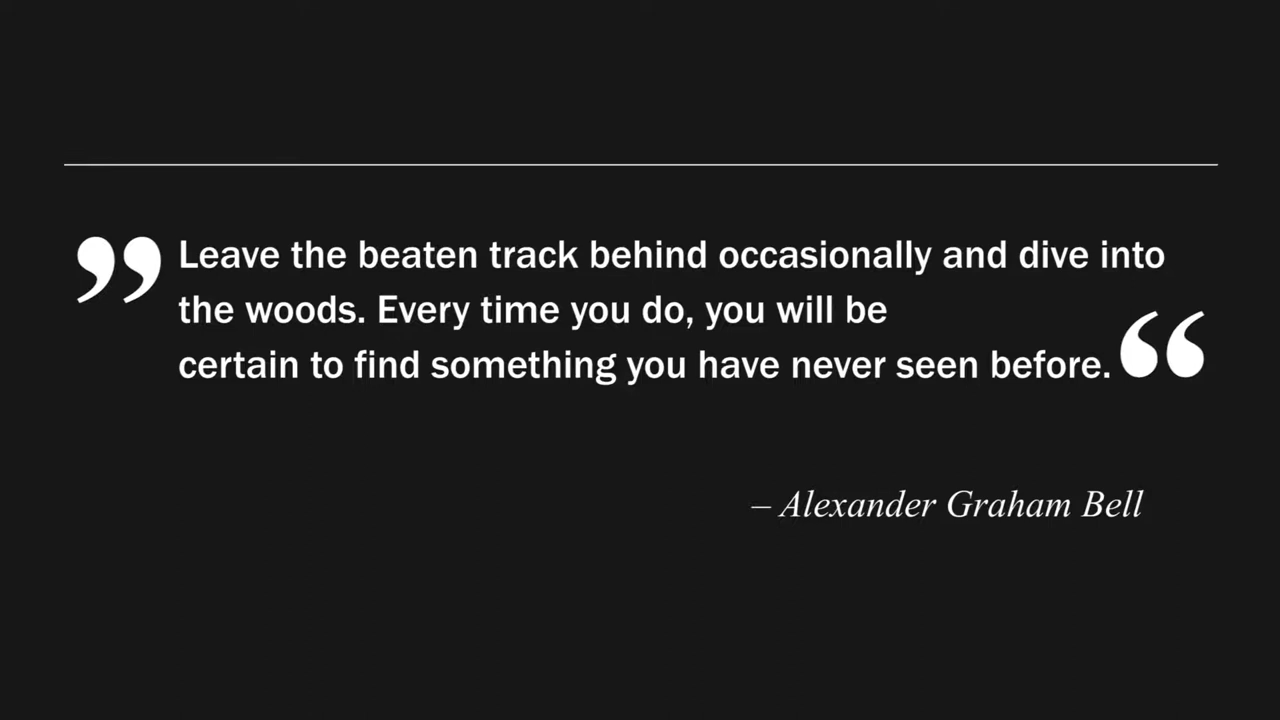 ” Leave the beaten track behind occasionally and dive into
the woods. Every time you do, you will be
certain to find something you have never seen before. “
– Alexander Graham Bell